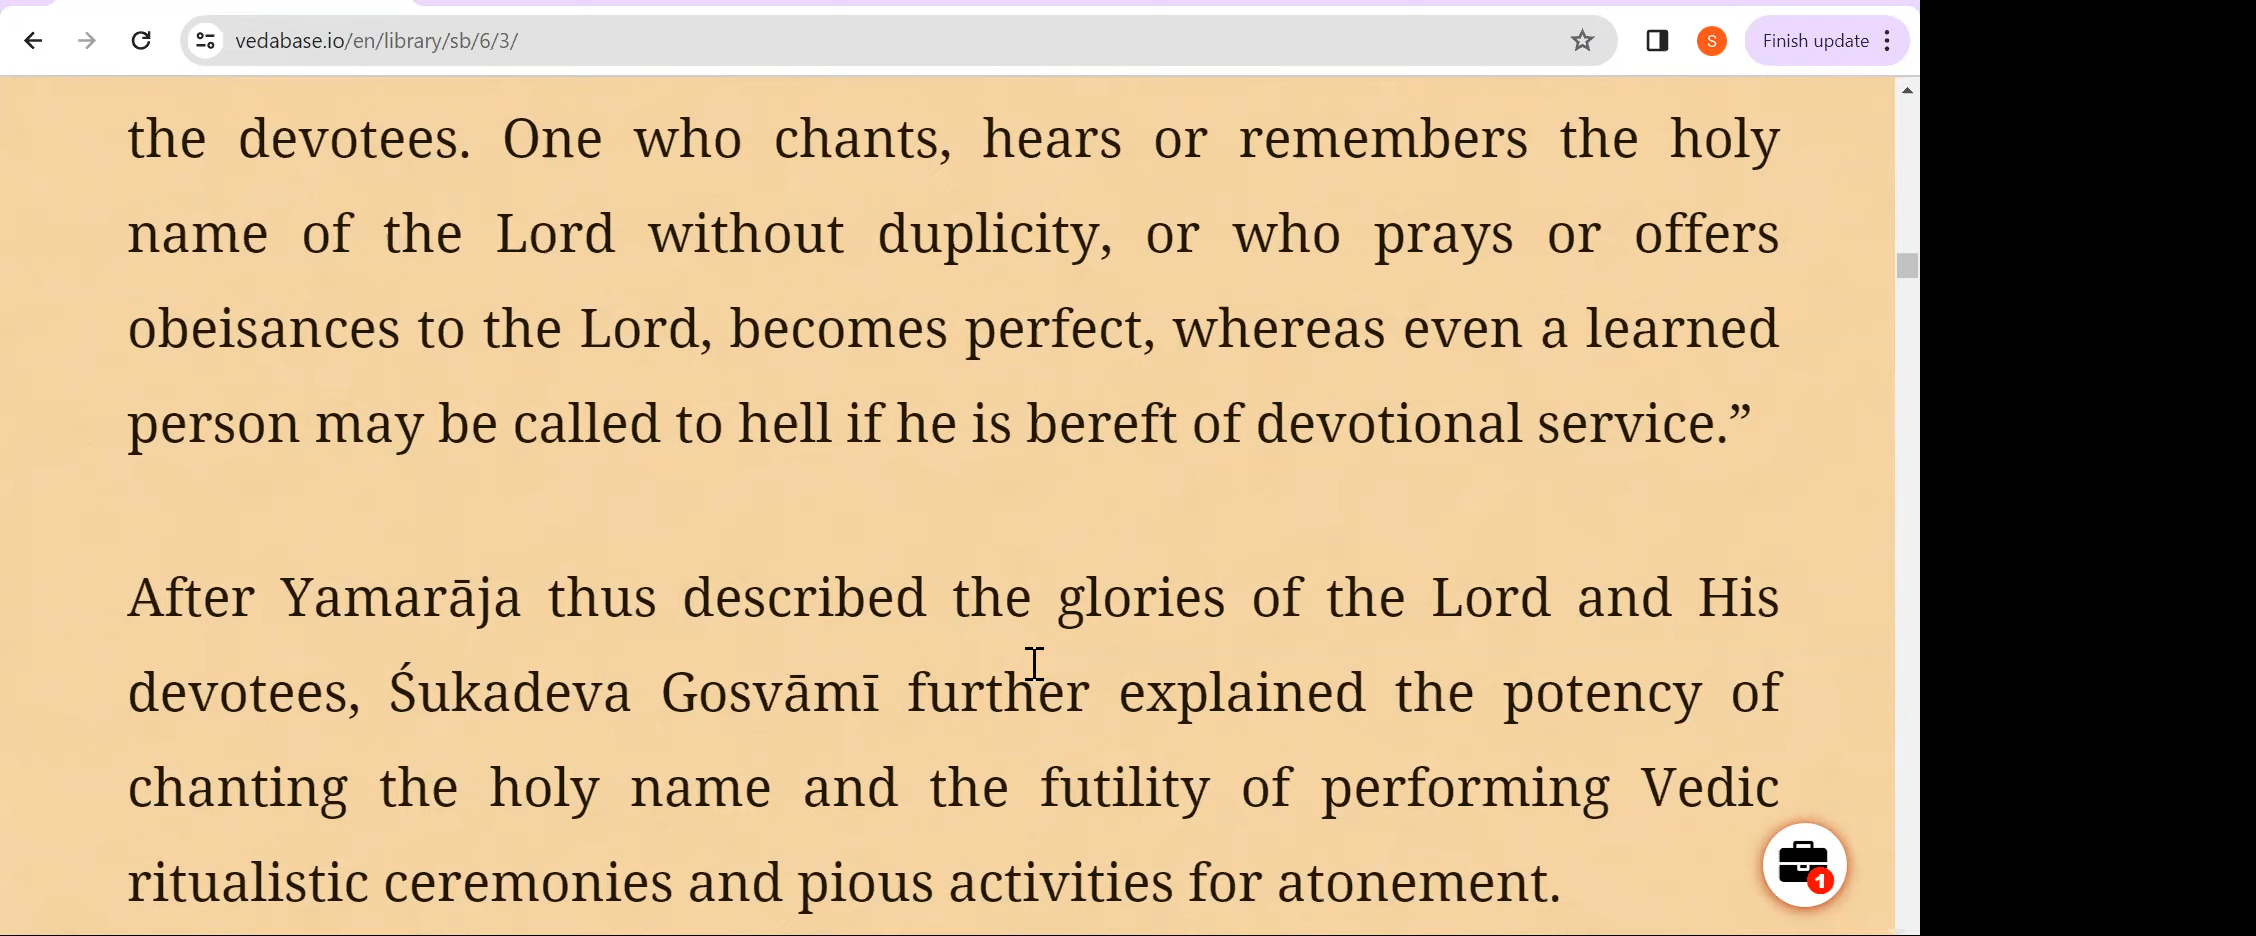 vedabase.io/en/library/sb/6/3/
S
Finish update
the devotees. One who chants, hears or remembers the holy
name of the Lord without duplicity, or who prays or offers
obeisances to the Lord, becomes perfect, whereas even a learned
person may be called to hell if he is bereft of devotional service.”
After Yamarāja thus described the glories of the Lord and His
devotees, Śukadeva Gosvāmī further explained the potency of
chanting the holy name and the futility of performing Vedic
ritualistic ceremonies and pious activities for atonement.
1